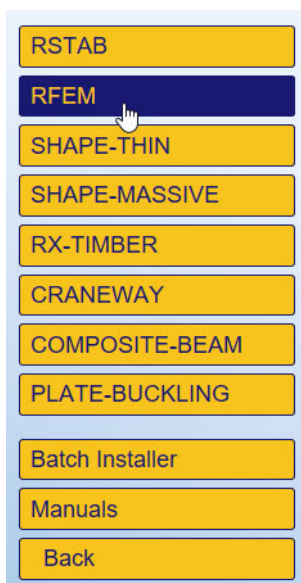 RSTAB
RFEM
SHAPE-THIN
SHAPE-MASSIVE
RX-TIMBER
CRANEWAY
COMPOSITE-BEAM
PLATE-BUCKLING
Batch Installer
Manuals
Back